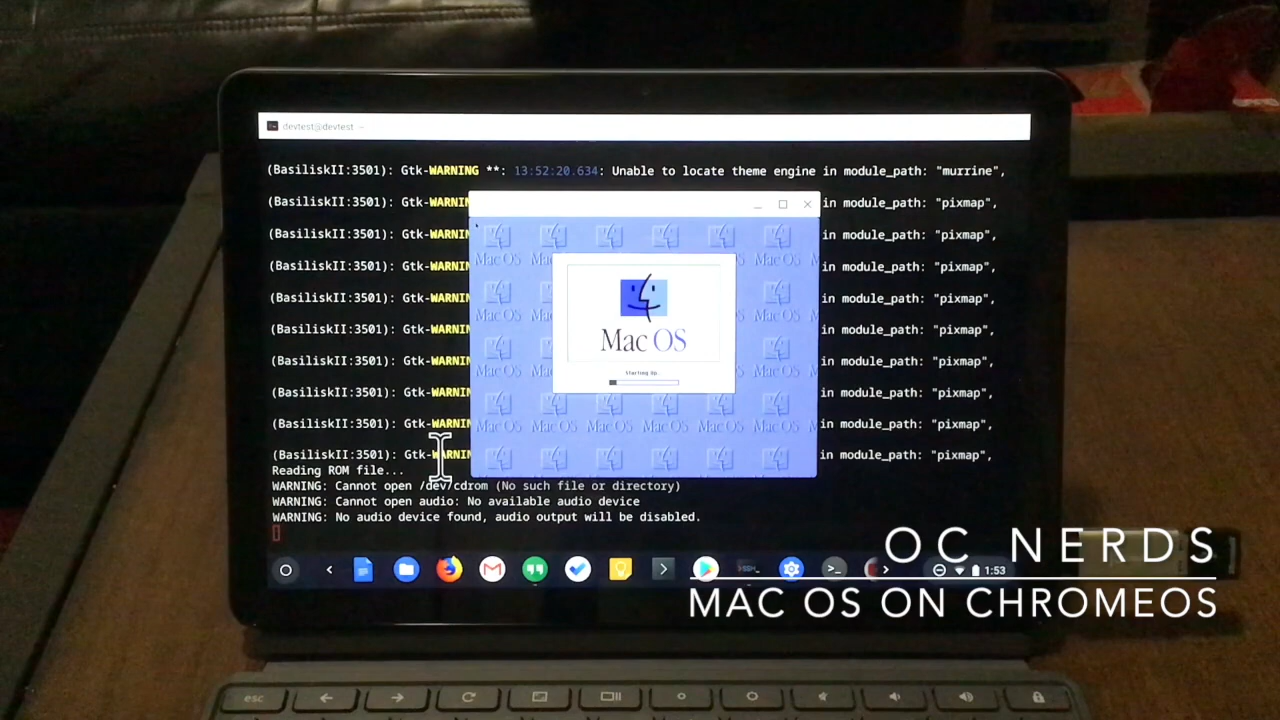 devtest@devtest: ~
(BasiliskII:3501): Gtk-WARNING **: 13:52:20.634: Unable to locate theme engine in module_path: "murrine",
(BasiliskII:3501): Gtk-WARN in module_path: "pixmap",
(BasiliskII:3501): Gtk-WARNIN in module_path: "pixmap",
(BasiliskII:3501): Gtk-WARNIN in module_path: "pixmap",
(BasiliskII:3501): Gtk-WARNIN in module_path: "pixmap",
(BasiliskII:3501): Gtk-WARNIN in module_path: "pixmap",
(BasiliskII:3501): Gtk-WARNIN in module_path: "pixmap",
(BasiliskII:3501): Gtk-WARNIN in module_path: "pixmap",
(BasiliskII:3501): Gtk-WARNIN in module_path: "pixmap",
(BasiliskII:3501): Gtk-WARNIN in module_path: "pixmap",
Mac OS
Starting Up...
Reading ROM file...
WARNING: Cannot open /dev/cdrom (No such file or directory)
WARNING: Cannot open audio: No available audio device
WARNING: No audio device found, audio output will be disabled.
1:53
OC NERDS
MAC OS ON CHROMEOS
esc